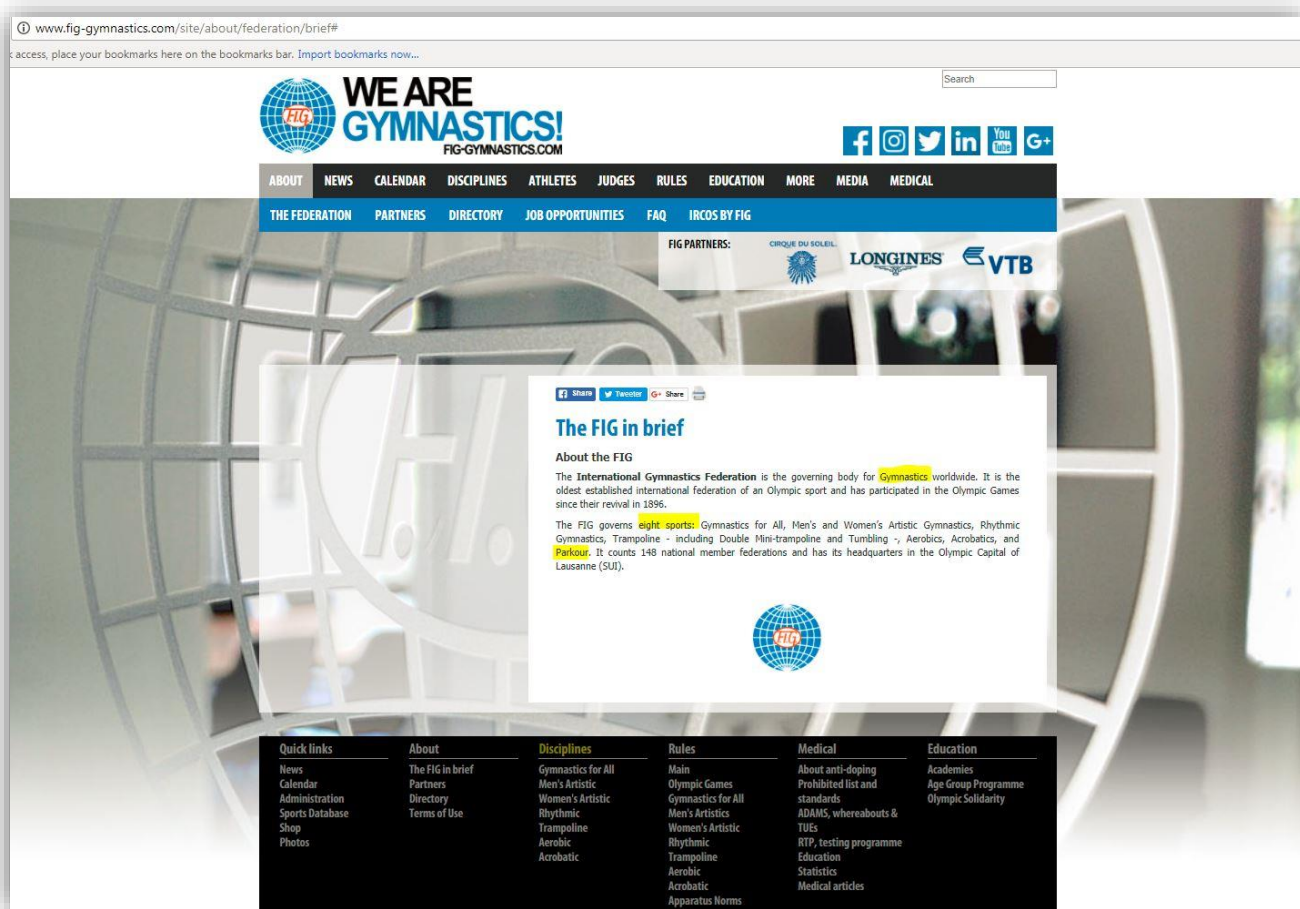 www.fig-gymnastics.com/site/about/federation/brief#
access, place your bookmarks here on the bookmarks bar. Import bookmarks now...
FIG
WE ARE
GYMNASTICS!
FIG-GYMNASTICS.COM
Search
You
Tube
G+
ABOUT NEWS CALENDAR DISCIPLINES ATHLETES JUDGES RULES EDUCATION MORE MEDIA MEDICAL
THE FEDERATION PARTNERS DIRECTORY JOB OPPORTUNITIES FAQ IRCOS BY FIG
FIG PARTNERS: CIRQUE DU SOLEIL. LONGINES VTB
F.I.G.
Share Tweeter G+ Share
The FIG in brief
About the FIG
The International Gymnastics Federation is the governing body for Gymnastics worldwide. It is the
oldest established international federation of an Olympic sport and has participated in the Olympic Games
since their revival in 1896.
The FIG governs eight sports: Gymnastics for All, Men's and Women's Artistic Gymnastics, Rhythmic
Gymnastics, Trampoline - including Double Mini-trampoline and Tumbling -, Aerobics, Acrobatics, and
Parkour. It counts 148 national member federations and has its headquarters in the Olympic Capital of
Lausanne (SUI).
FIG
Quick links
News
Calendar
Administration
Sports Database
Shop
Photos
About
The FIG in brief
Partners
Directory
Terms of Use
Disciplines
Gymnastics for All
Men's Artistic
Women's Artistic
Rhythmic
Trampoline
Aerobic
Acrobatic
Rules
Main
Olympic Games
Gymnastics for All
Men's Artistics
Women's Artistic
Rhythmic
Trampoline
Aerobic
Acrobatic
Apparatus Norms
Medical
About anti-doping
Prohibited list and
standards
ADAMS, whereabouts &
TUEs
RTP, testing programme
Education
Statistics
Medical articles
Education
Academies
Age Group Programme
Olympic Solidarity